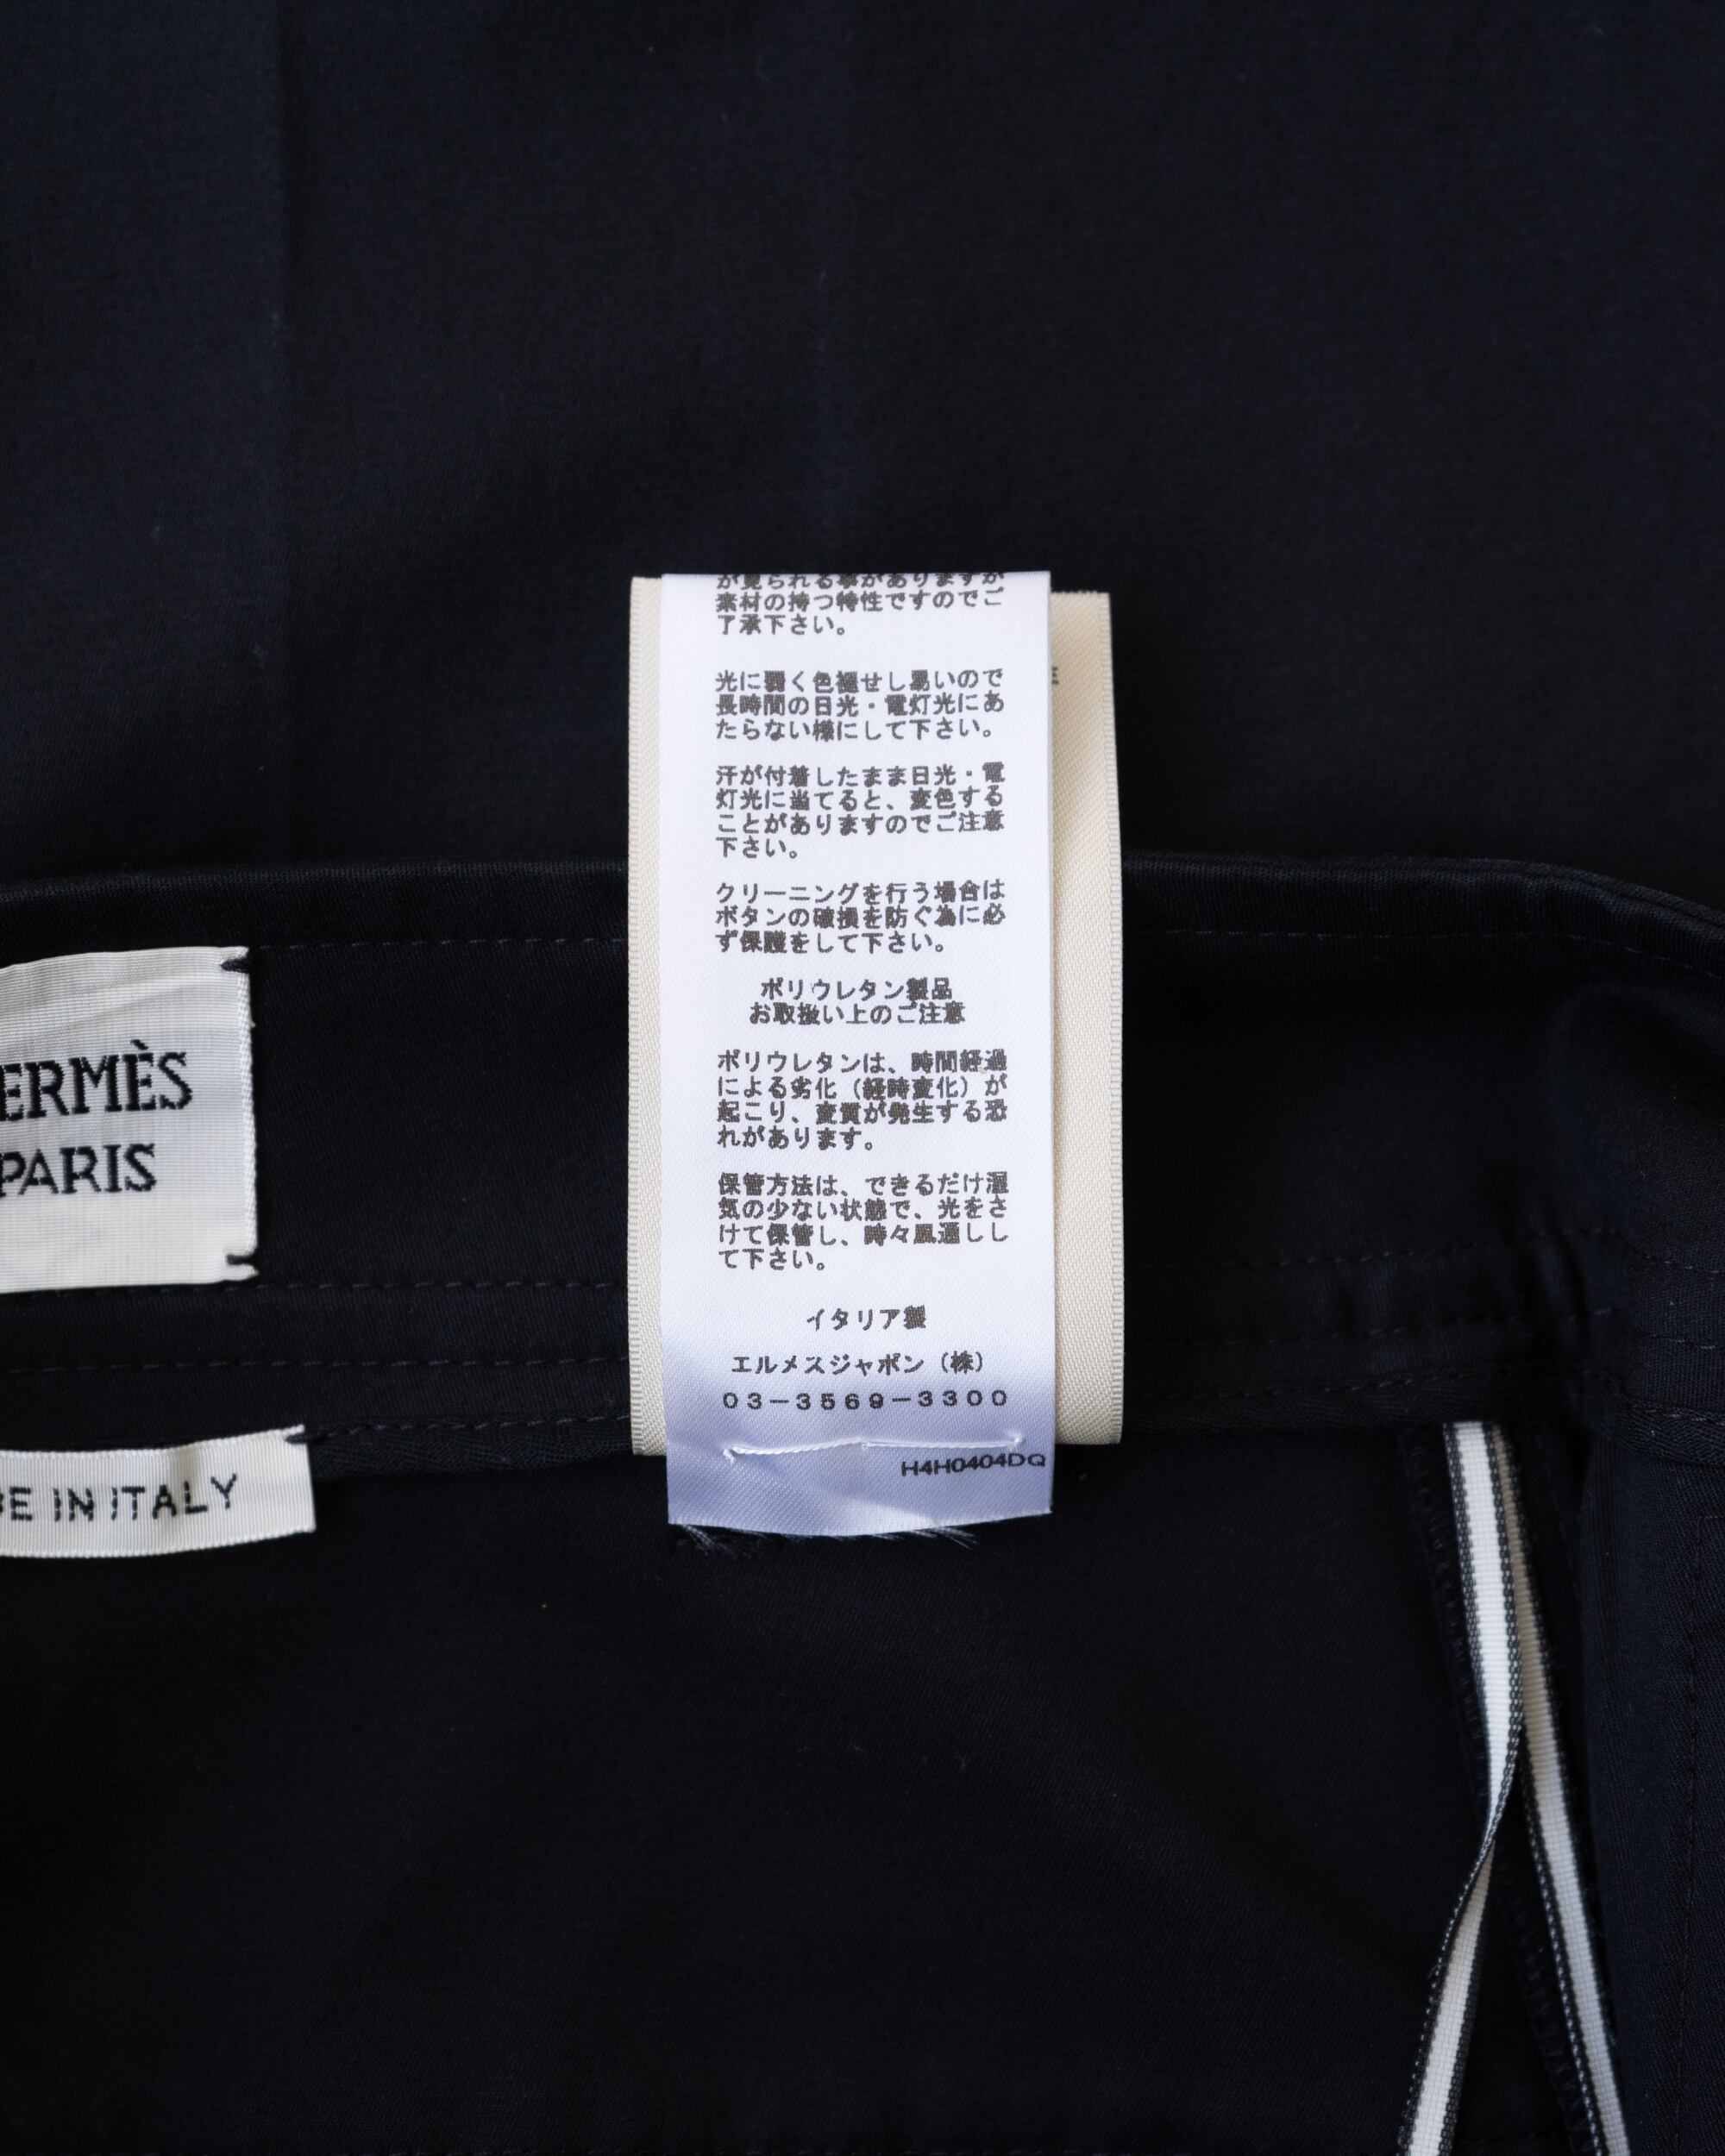 が見られる事がありますが
素材の持つ特性ですのでご
了承下さい。
光に弱く色褪せし易いので
長時間の日光・電灯光にあ
たらない様にして下さい。
汗が付着したまま日光・電
灯光に当てると、変色する
ことがありますのでご注意
下さい。
クリーニングを行う場合は
ボタンの破損を防ぐ為に必
ず保護をして下さい。
ポリウレタン製品
お取扱い上のご注意
ポリウレタンは、時間経過
による劣化（経時変化）が
起こり、変質が発生する恐
れがあります。
保管方法は、できるだけ湿
気の少ない状態で、光をさ
けて保管し、時々風通しし
て下さい。
イタリア製
エルメスジャポン（株）
03-3569-3300
H4H0404DQ
ERMÈS
PARIS
DE IN ITALY
E